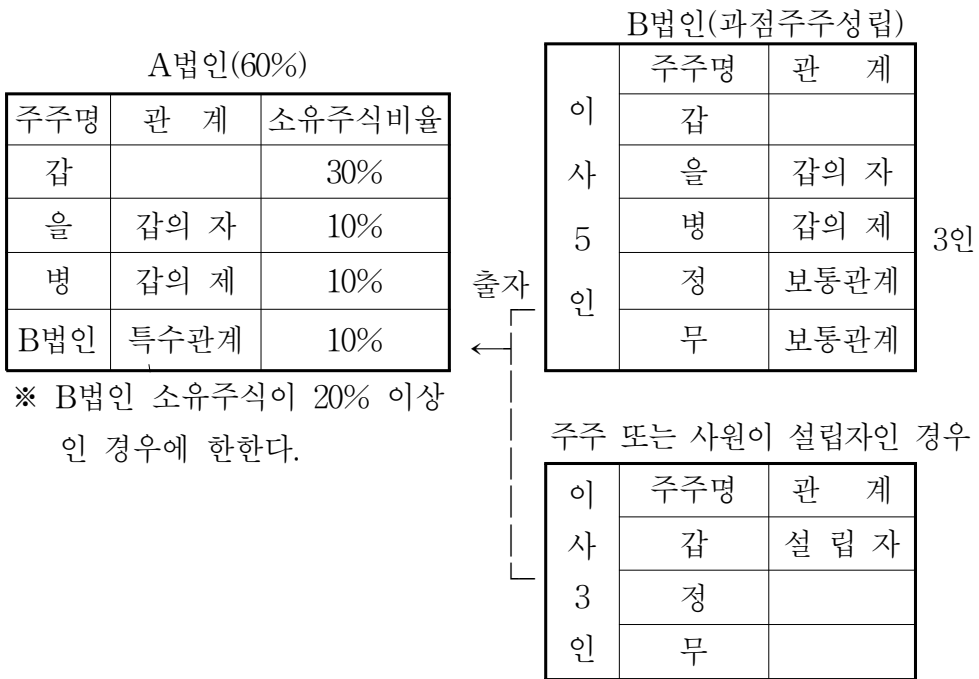 A법인(60%)
주주명 관 계 소유주식비율
갑 30%
을 갑의 자 10%
병 갑의 제 10%
B법인 특수관계 10%
※ B법인 소유주식이 20% 이상
인 경우에 한한다.
출자
←
B법인(과점주주성립)
이사5인
주주명 관 계
갑
을 갑의 자
병 갑의 제
정 보통관계
무 보통관계
3인
주주 또는 사원이 설립자인 경우
이사3인
주주명 관 계
갑 설 립 자
정
무